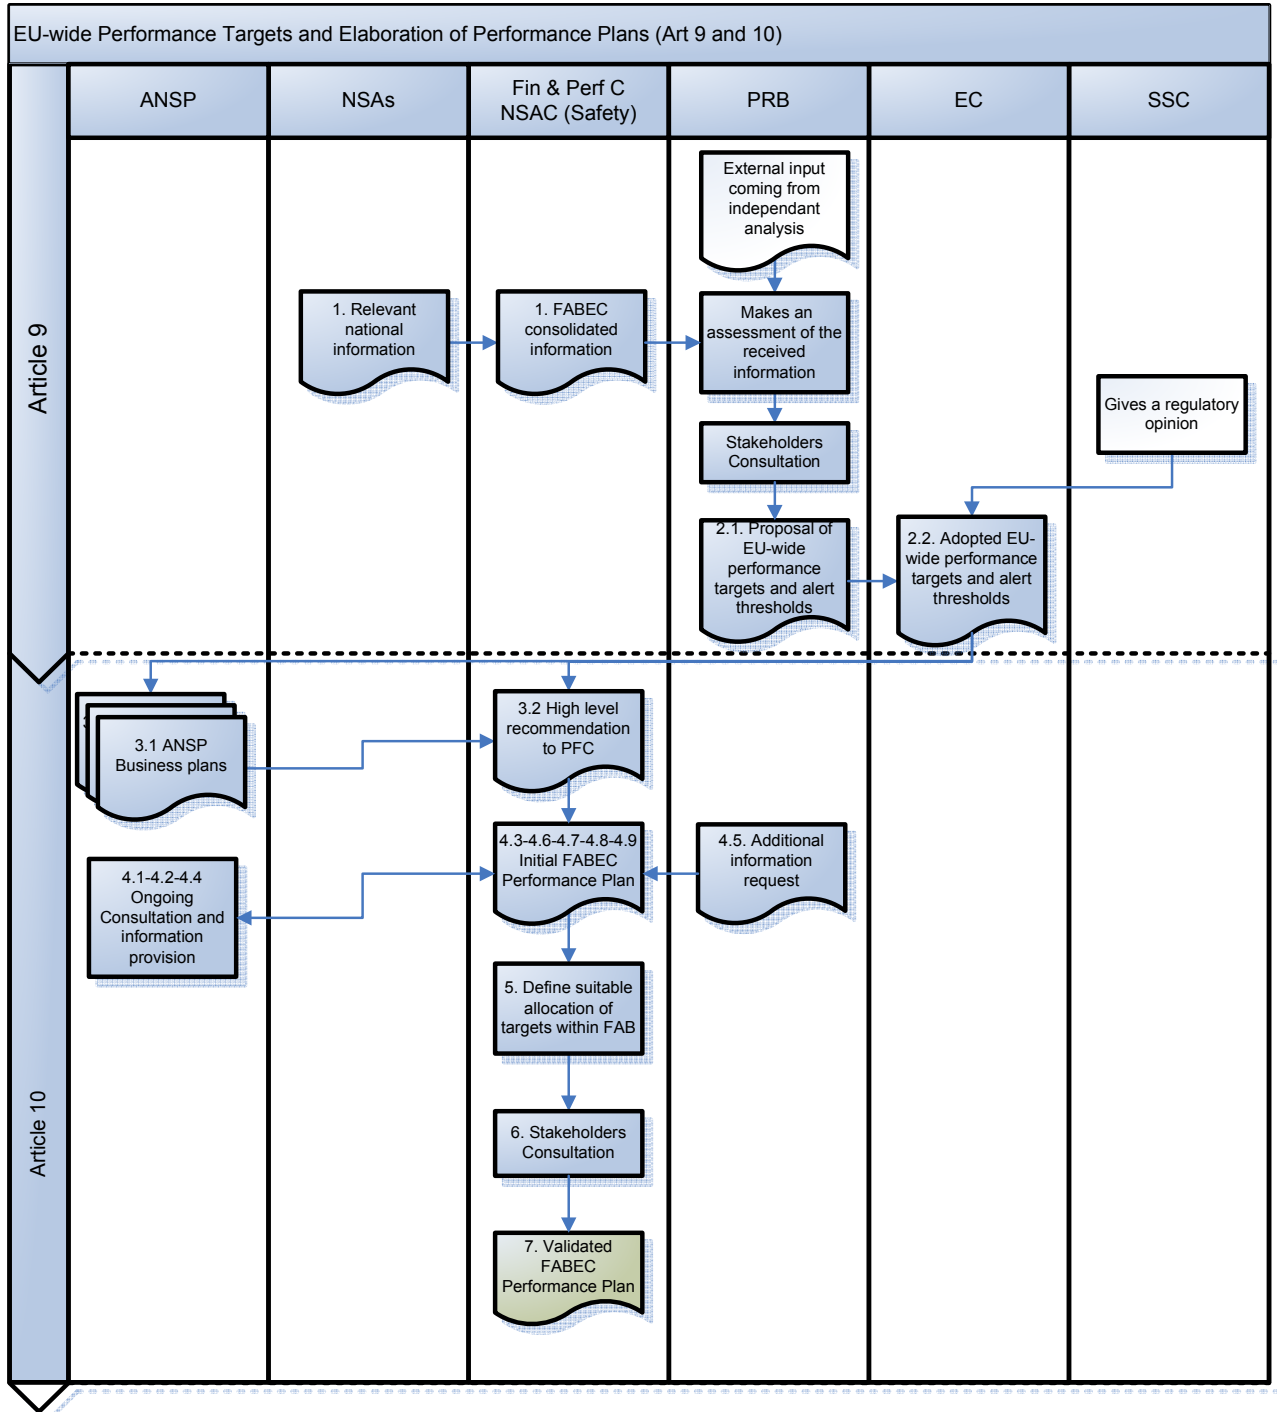 EU-wide Performance Targets and Elaboration of Performance Plans (Art 9 and 10)
ANSP
NSAs
Fin & Perf C
NSAC (Safety)
PRB
EC
SSC
Article 9
External input
coming from
independant
analysis
1. Relevant
national
information
1. FABEC
consolidated
information
Makes an
assessment of the
received
information
Gives a regulatory
opinion
Stakeholders
Consultation
2.1. Proposal of
EU-wide
performance
targets and alert
thresholds
2.2. Adopted EU-
wide performance
targets and alert
thresholds
Article 10
3.1 ANSP
Business plans
3.2 High level
recommendation
to PFC
4.1-4.2-4.4
Ongoing
Consultation and
information
provision
4.3-4.6-4.7-4.8-4.9
Initial FABEC
Performance Plan
4.5. Additional
information
request
5. Define suitable
allocation of
targets within FAB
6. Stakeholders
Consultation
7. Validated
FABEC
Performance Plan